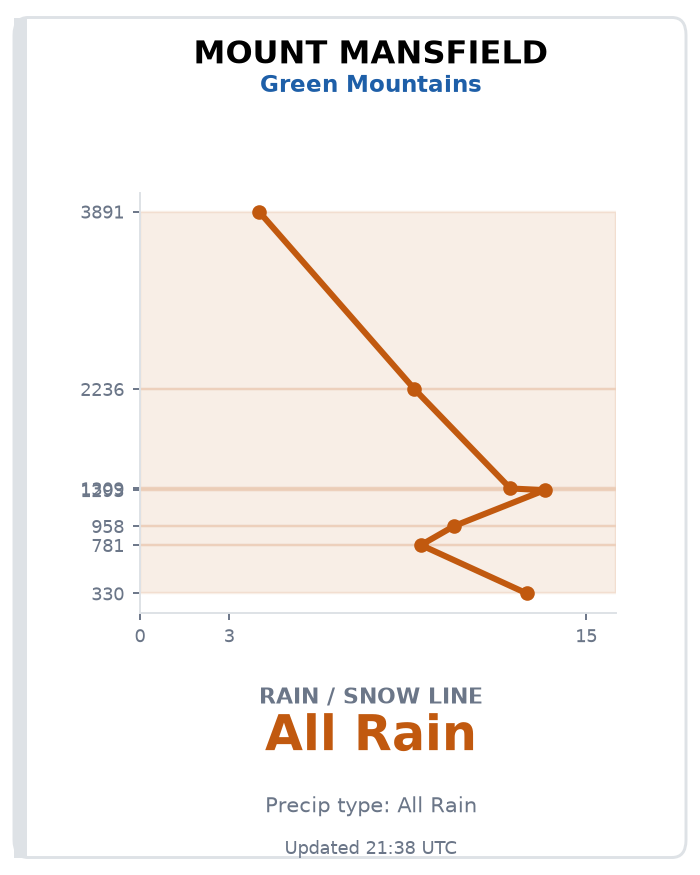 MOUNT MANSFIELD
Green Mountains
3891
2236
958
781
330
0 3 15
RAIN / SNOW LINE
All Rain
Precip type: All Rain
Updated 21:38 UTC